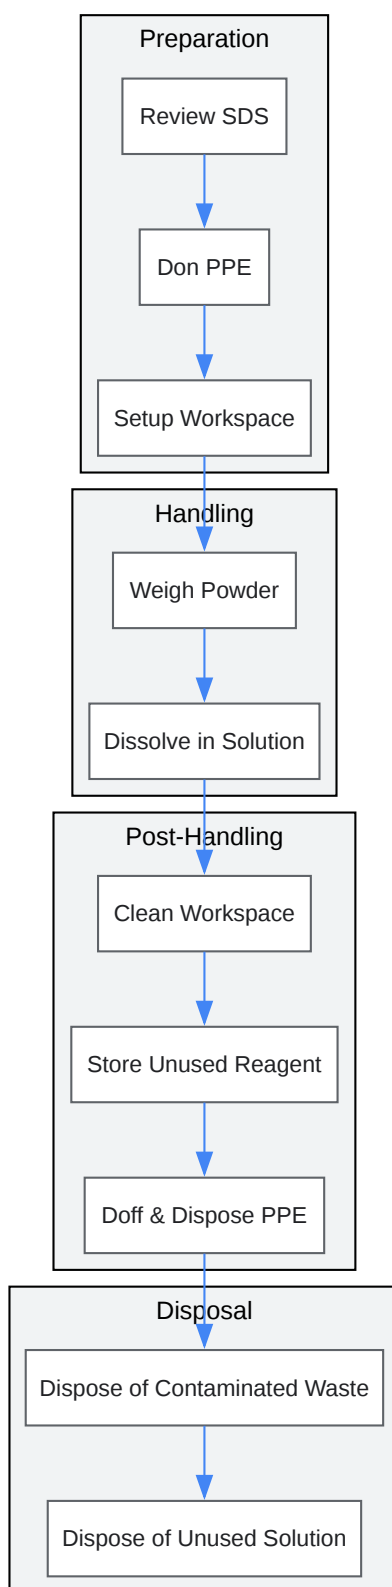 Preparation
Review SDS
Don PPE
Setup Workspace
Handling
Weigh Powder
Dissolve in Solution
Post-Handling
Clean Workspace
Store Unused Reagent
Doff & Dispose PPE
Disposal
Dispose of Contaminated Waste
Dispose of Unused Solution